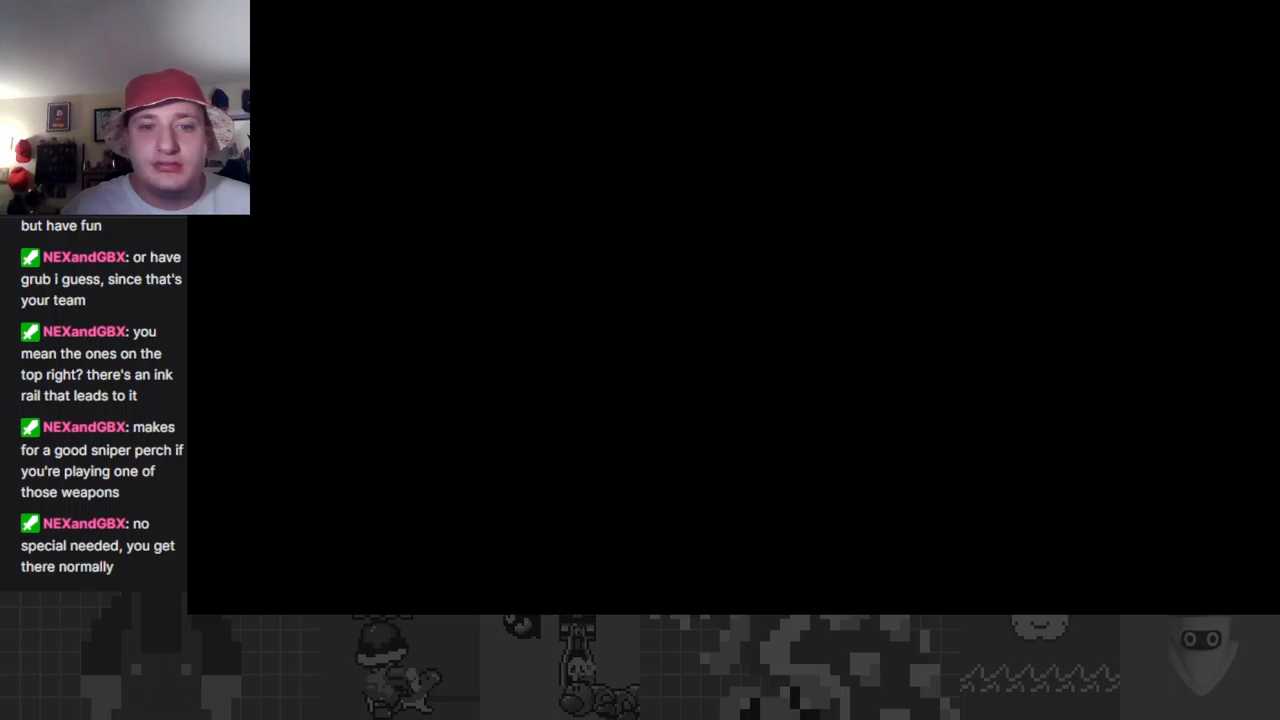 but have fun
NEXandGBX: or have
grub i guess, since that's
your team
NEXandGBX: you
mean the ones on the
top right? there's an ink
rail that leads to it
NEXandGBX: makes
for a good sniper perch if
you're playing one of
those weapons
NEXandGBX: no
special needed, you get
there normally